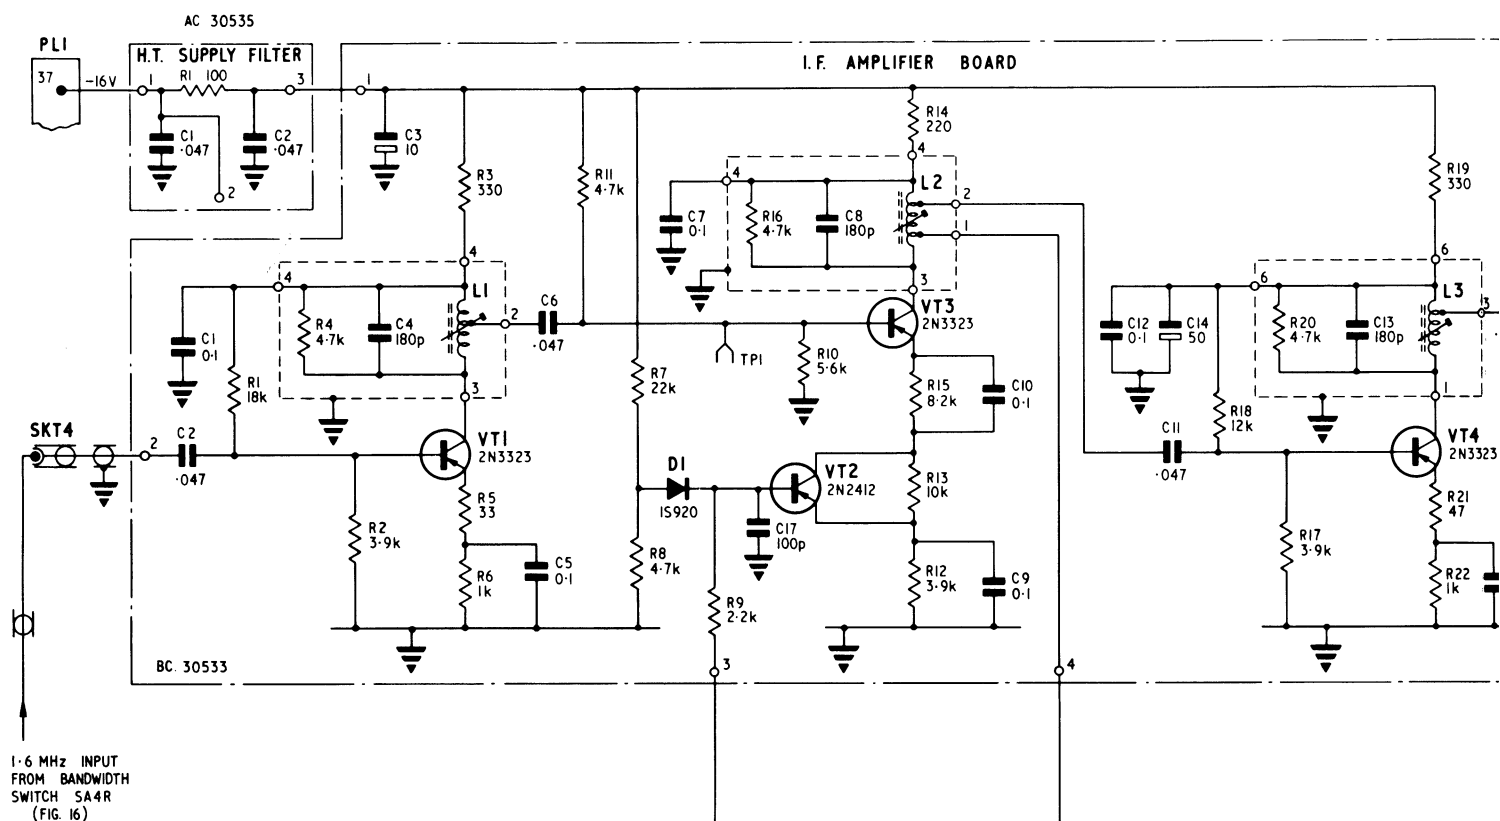 AC 30535
PL1
H.T. SUPPLY FILTER
I.F. AMPLIFIER BOARD
37
-16V
1
R1 100
3
1
C1
·047
C2
·047
2
C3
10
R3
330
R11
4·7k
R14
220
4
R19
330
4
L2
2
C7
0·1
R16
4·7k
C8
180p
1
3
4
4
L1
C1
0·1
R4
4·7k
C4
180p
2
C6
·047
VT3
2N3323
6
6
L3
3
C12
0·1
C14
50
R20
4·7k
C13
180p
1
R1
18k
3
R7
22k
TP1
R10
5·6k
R15
8·2k
C10
0·1
R18
12k
SKT4
2
C2
·047
VT1
2N3323
C11
·047
VT4
2N3323
D1
1S920
VT2
2N2412
R13
10k
R5
33
R2
3·9k
C17
100p
R21
47
R17
3·9k
R6
1k
C5
0·1
R8
4·7k
R9
2·2k
R12
3·9k
C9
0·1
R22
1k
BC. 30533
3
4
1·6 MHz INPUT
FROM BANDWIDTH
SWITCH SA4R
(FIG. 16)